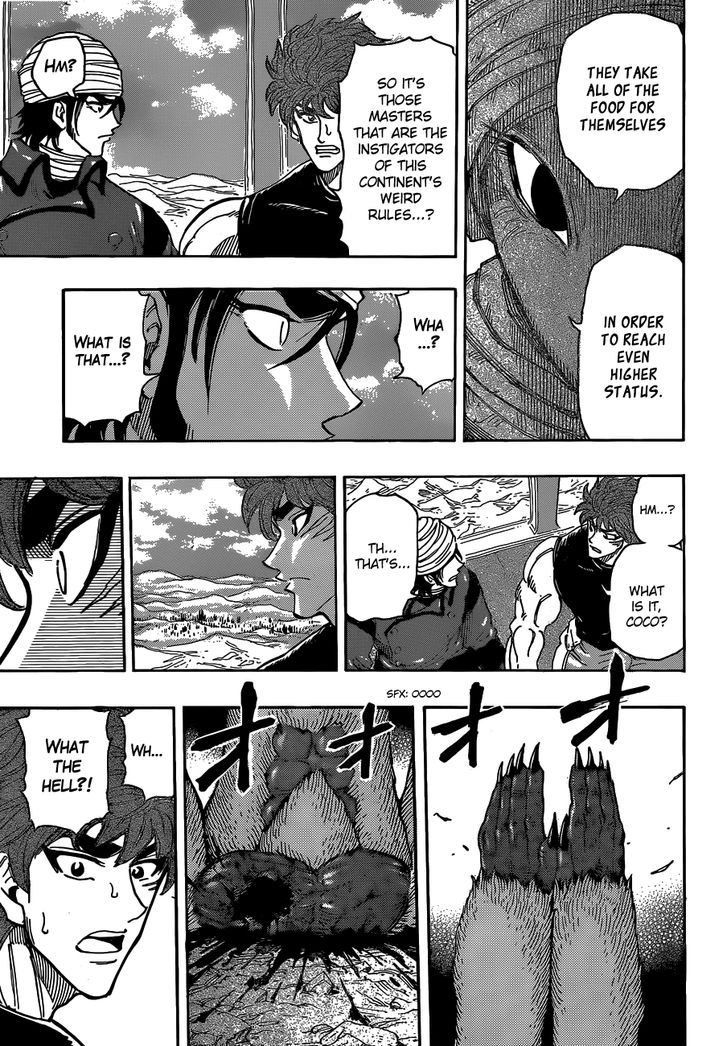 THEY TAKE
ALL OF THE
FOOD FOR
THEMSELVES
IN ORDER
TO REACH
EVEN
HIGHER
STATUS.
SO IT'S
THOSE
MASTERS
THAT ARE THE
INSTIGATORS
OF THIS
CONTINENT'S
WEIRD
RULES...?
HM?
WHA
...?
WHAT IS
THAT...?
HM...?
WHAT
IS IT,
COCO?
TH...
THAT'S...
SFX: OOOO
オ
オ
オ
オ
WH...
WHAT
THE
HELL?!